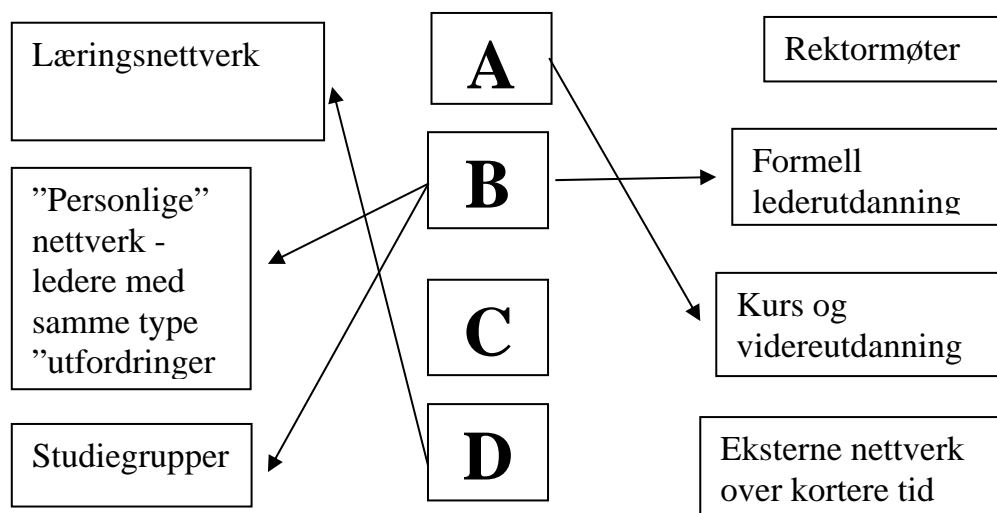 Læringsnettverk
”Personlige”
nettverk -
ledere med
samme type
”utfordringer
Studiegrupper
A
B
C
D
Rektormøter
Formell
lederutdanning
Kurs og
videreutdanning
Eksterne nettverk
over kortere tid